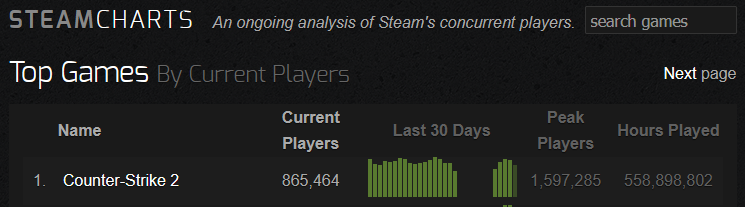 STEAMCHARTS An ongoing analysis of Steam's concurrent players. search games
Top Games By Current Players Next page
Name Current Players Last 30 Days Peak Players Hours Played
1. Counter-Strike 2 865,464 1,597,285 558,898,802